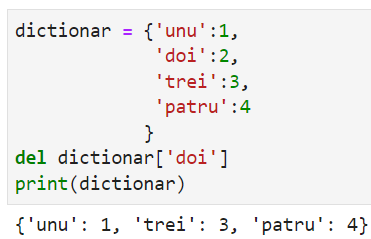 dictionar = {'unu':1,
             'doi':2,
             'trei':3,
             'patru':4
            }
del dictionar['doi']
print(dictionar)
{'unu': 1, 'trei': 3, 'patru': 4}